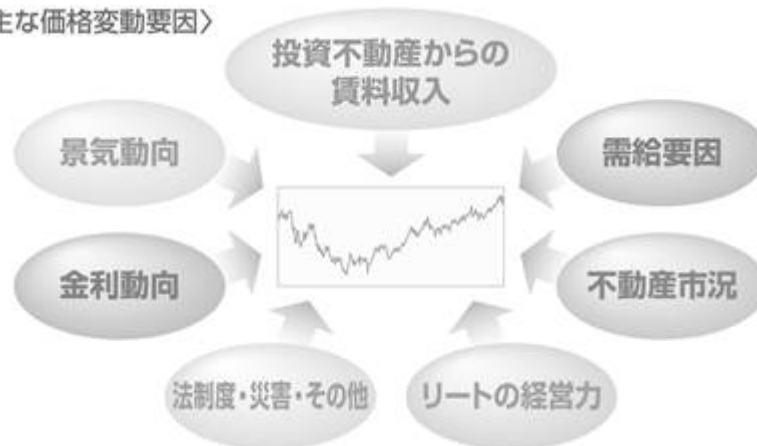 主な価格変動要因〉
投資不動産からの
賃料収入
景気動向
需給要因
金利動向
不動産市況
法制度・災害・その他
リートの経営力